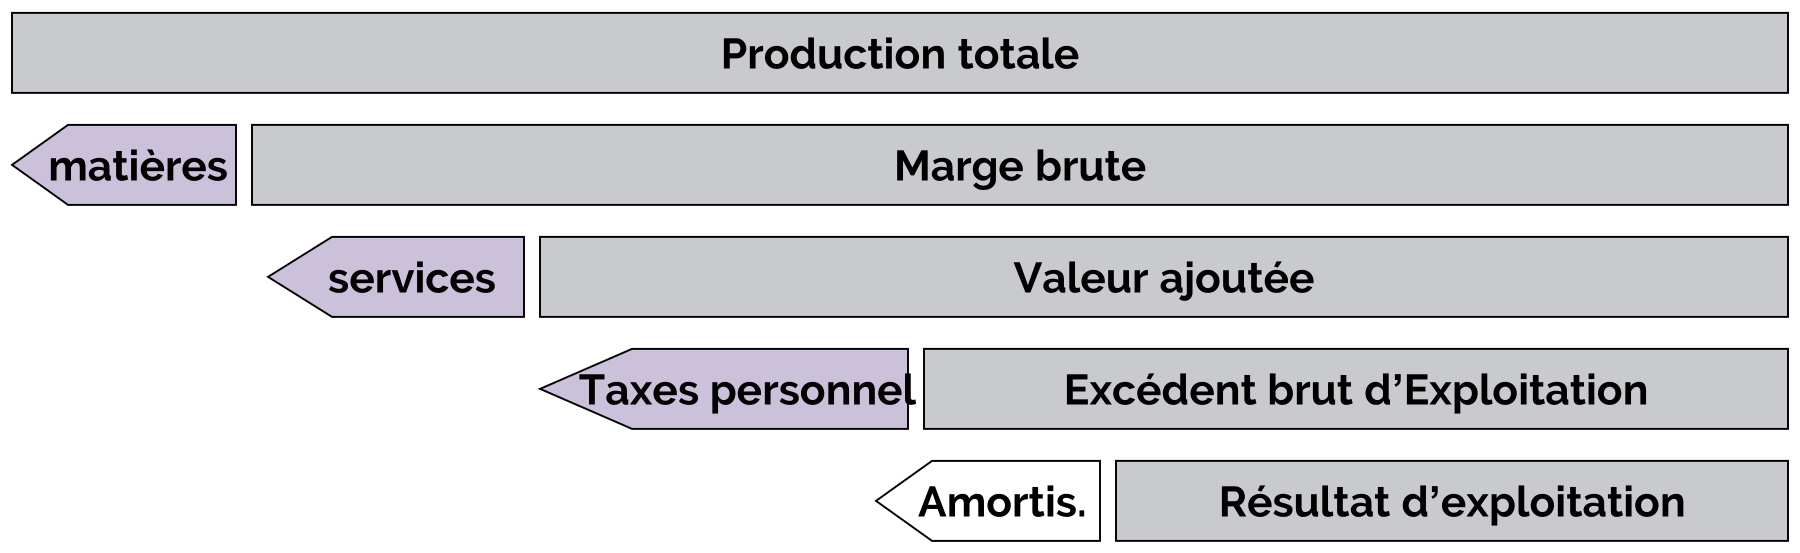 Production totale
matières
Marge brute
services
Valeur ajoutée
Taxes personnel
Excédent brut d’Exploitation
Amortis.
Résultat d’exploitation